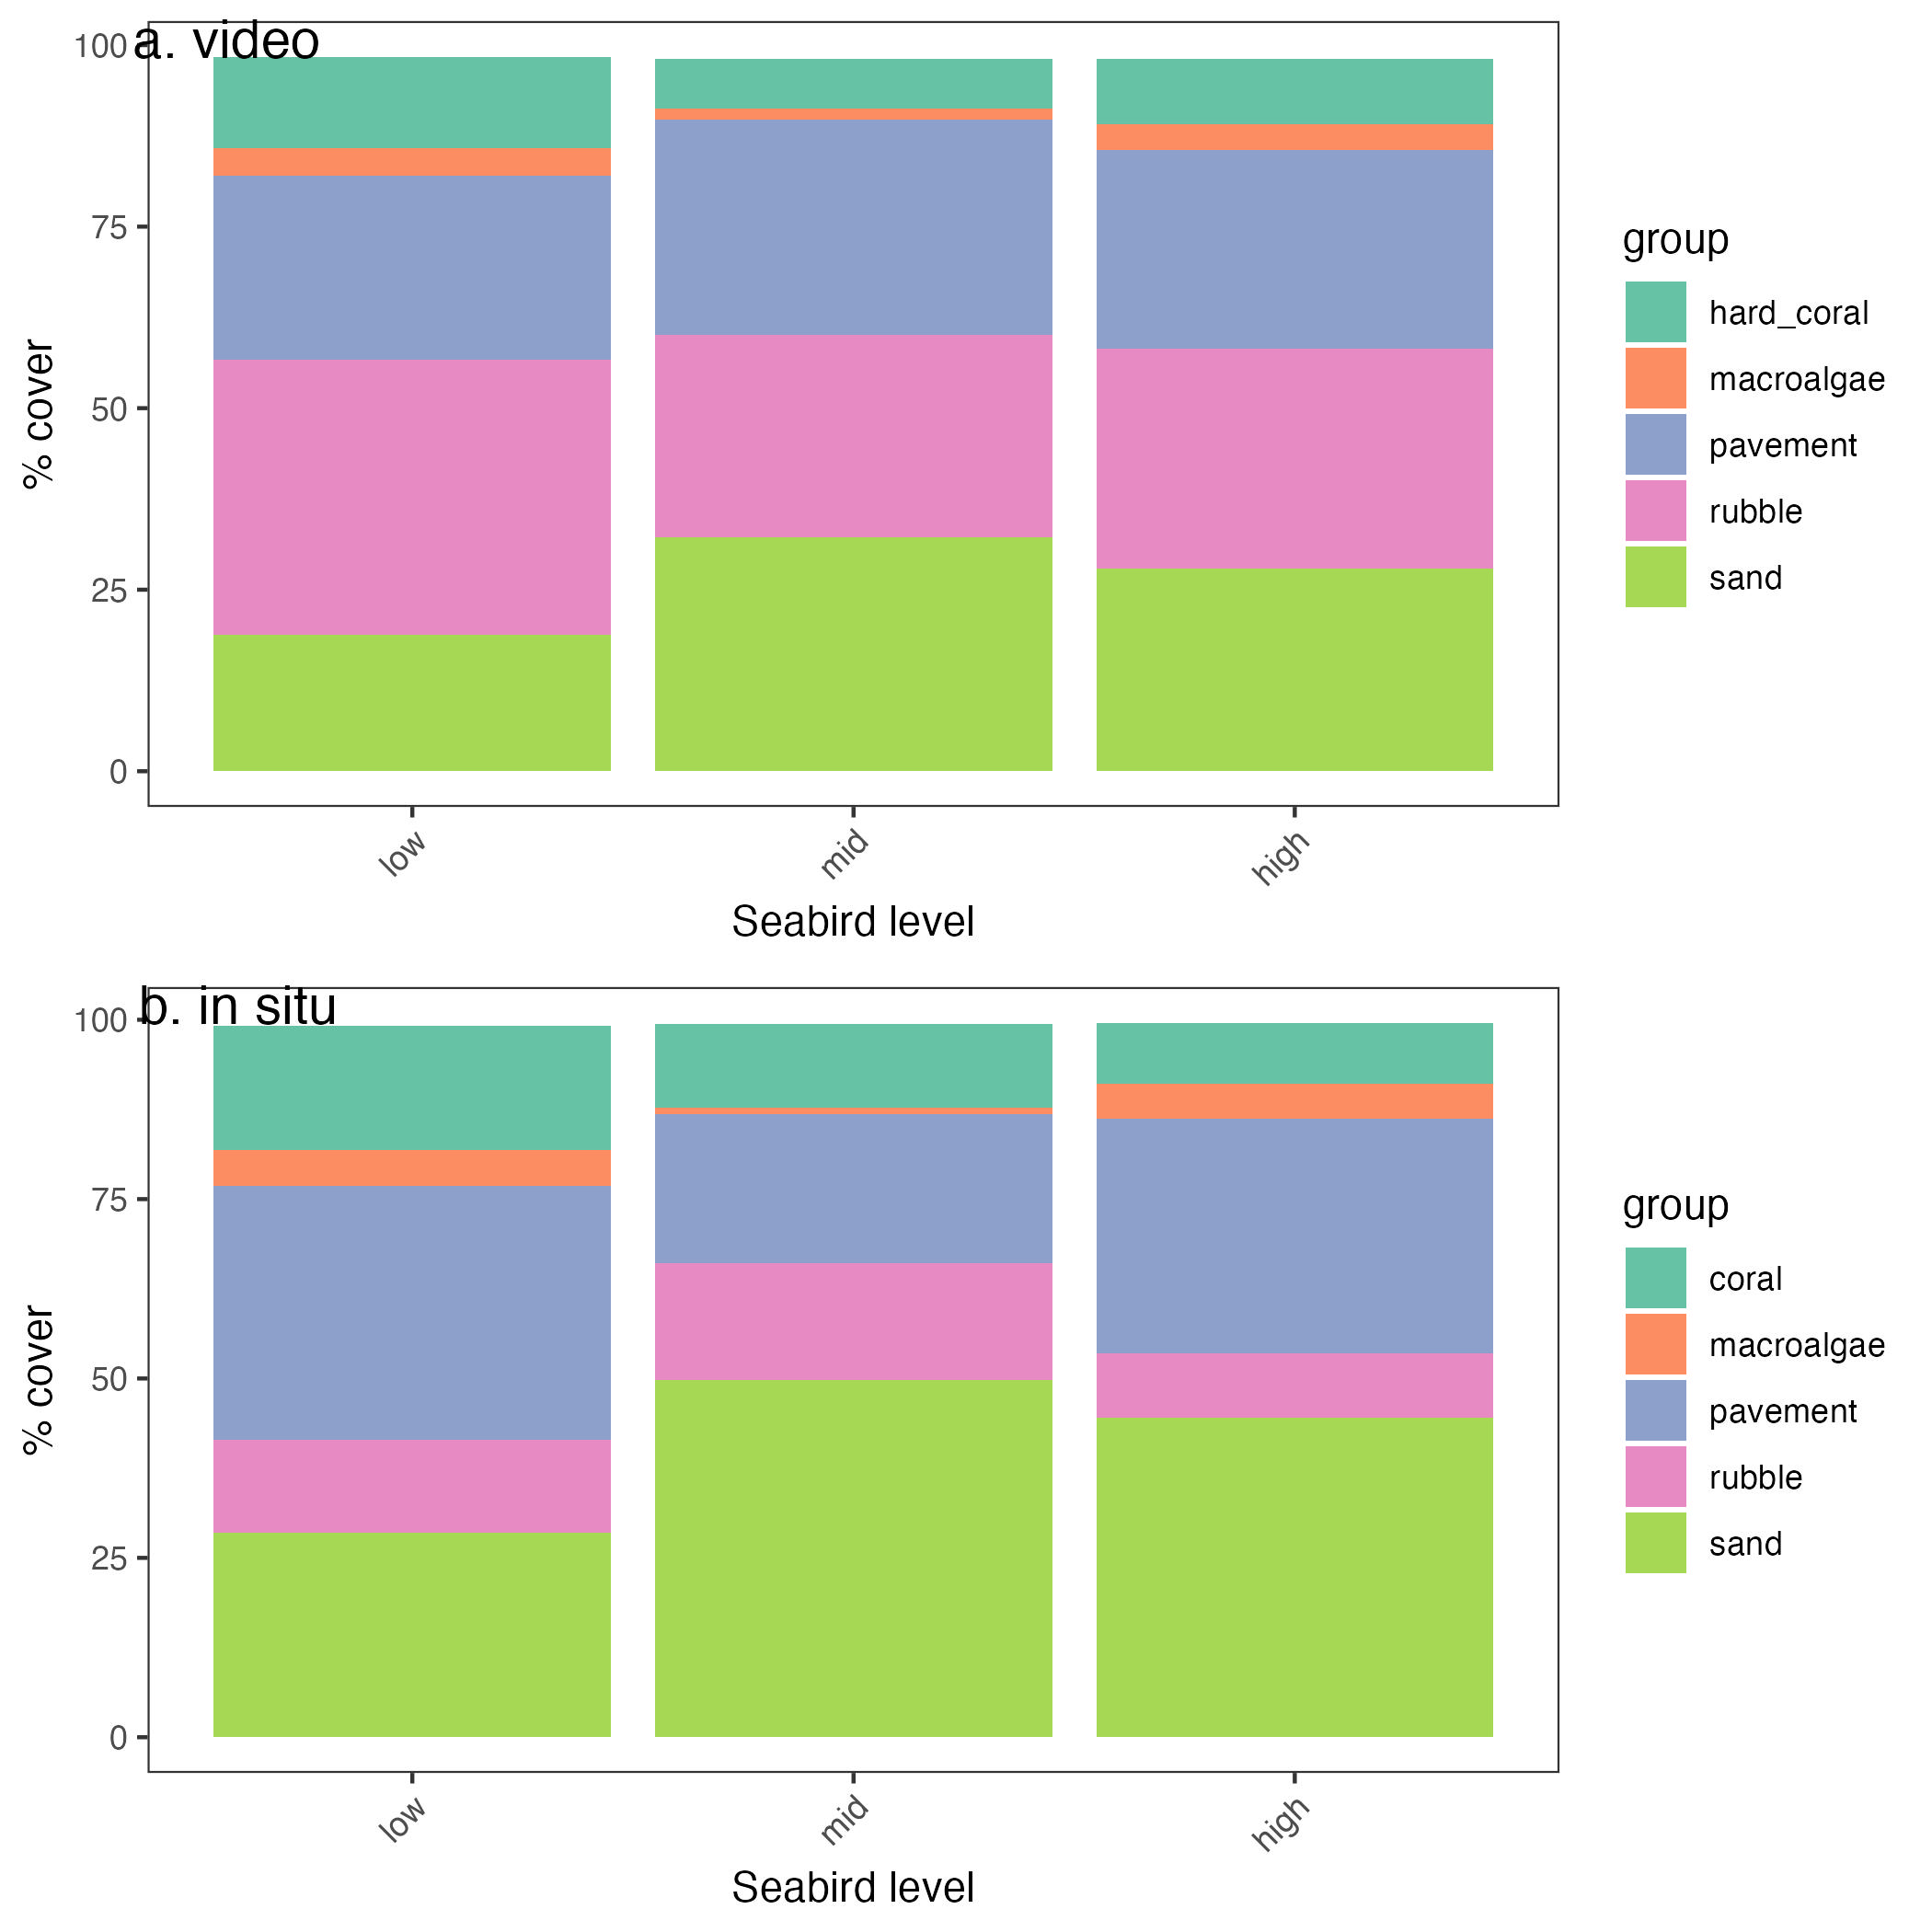 a. video
100
75
50
25
0
% cover
low
mid
high
Seabird level
group
hard_coral
macroalgae
pavement
rubble
sand
b. in situ
100
75
50
25
0
% cover
low
mid
high
Seabird level
group
coral
macroalgae
pavement
rubble
sand